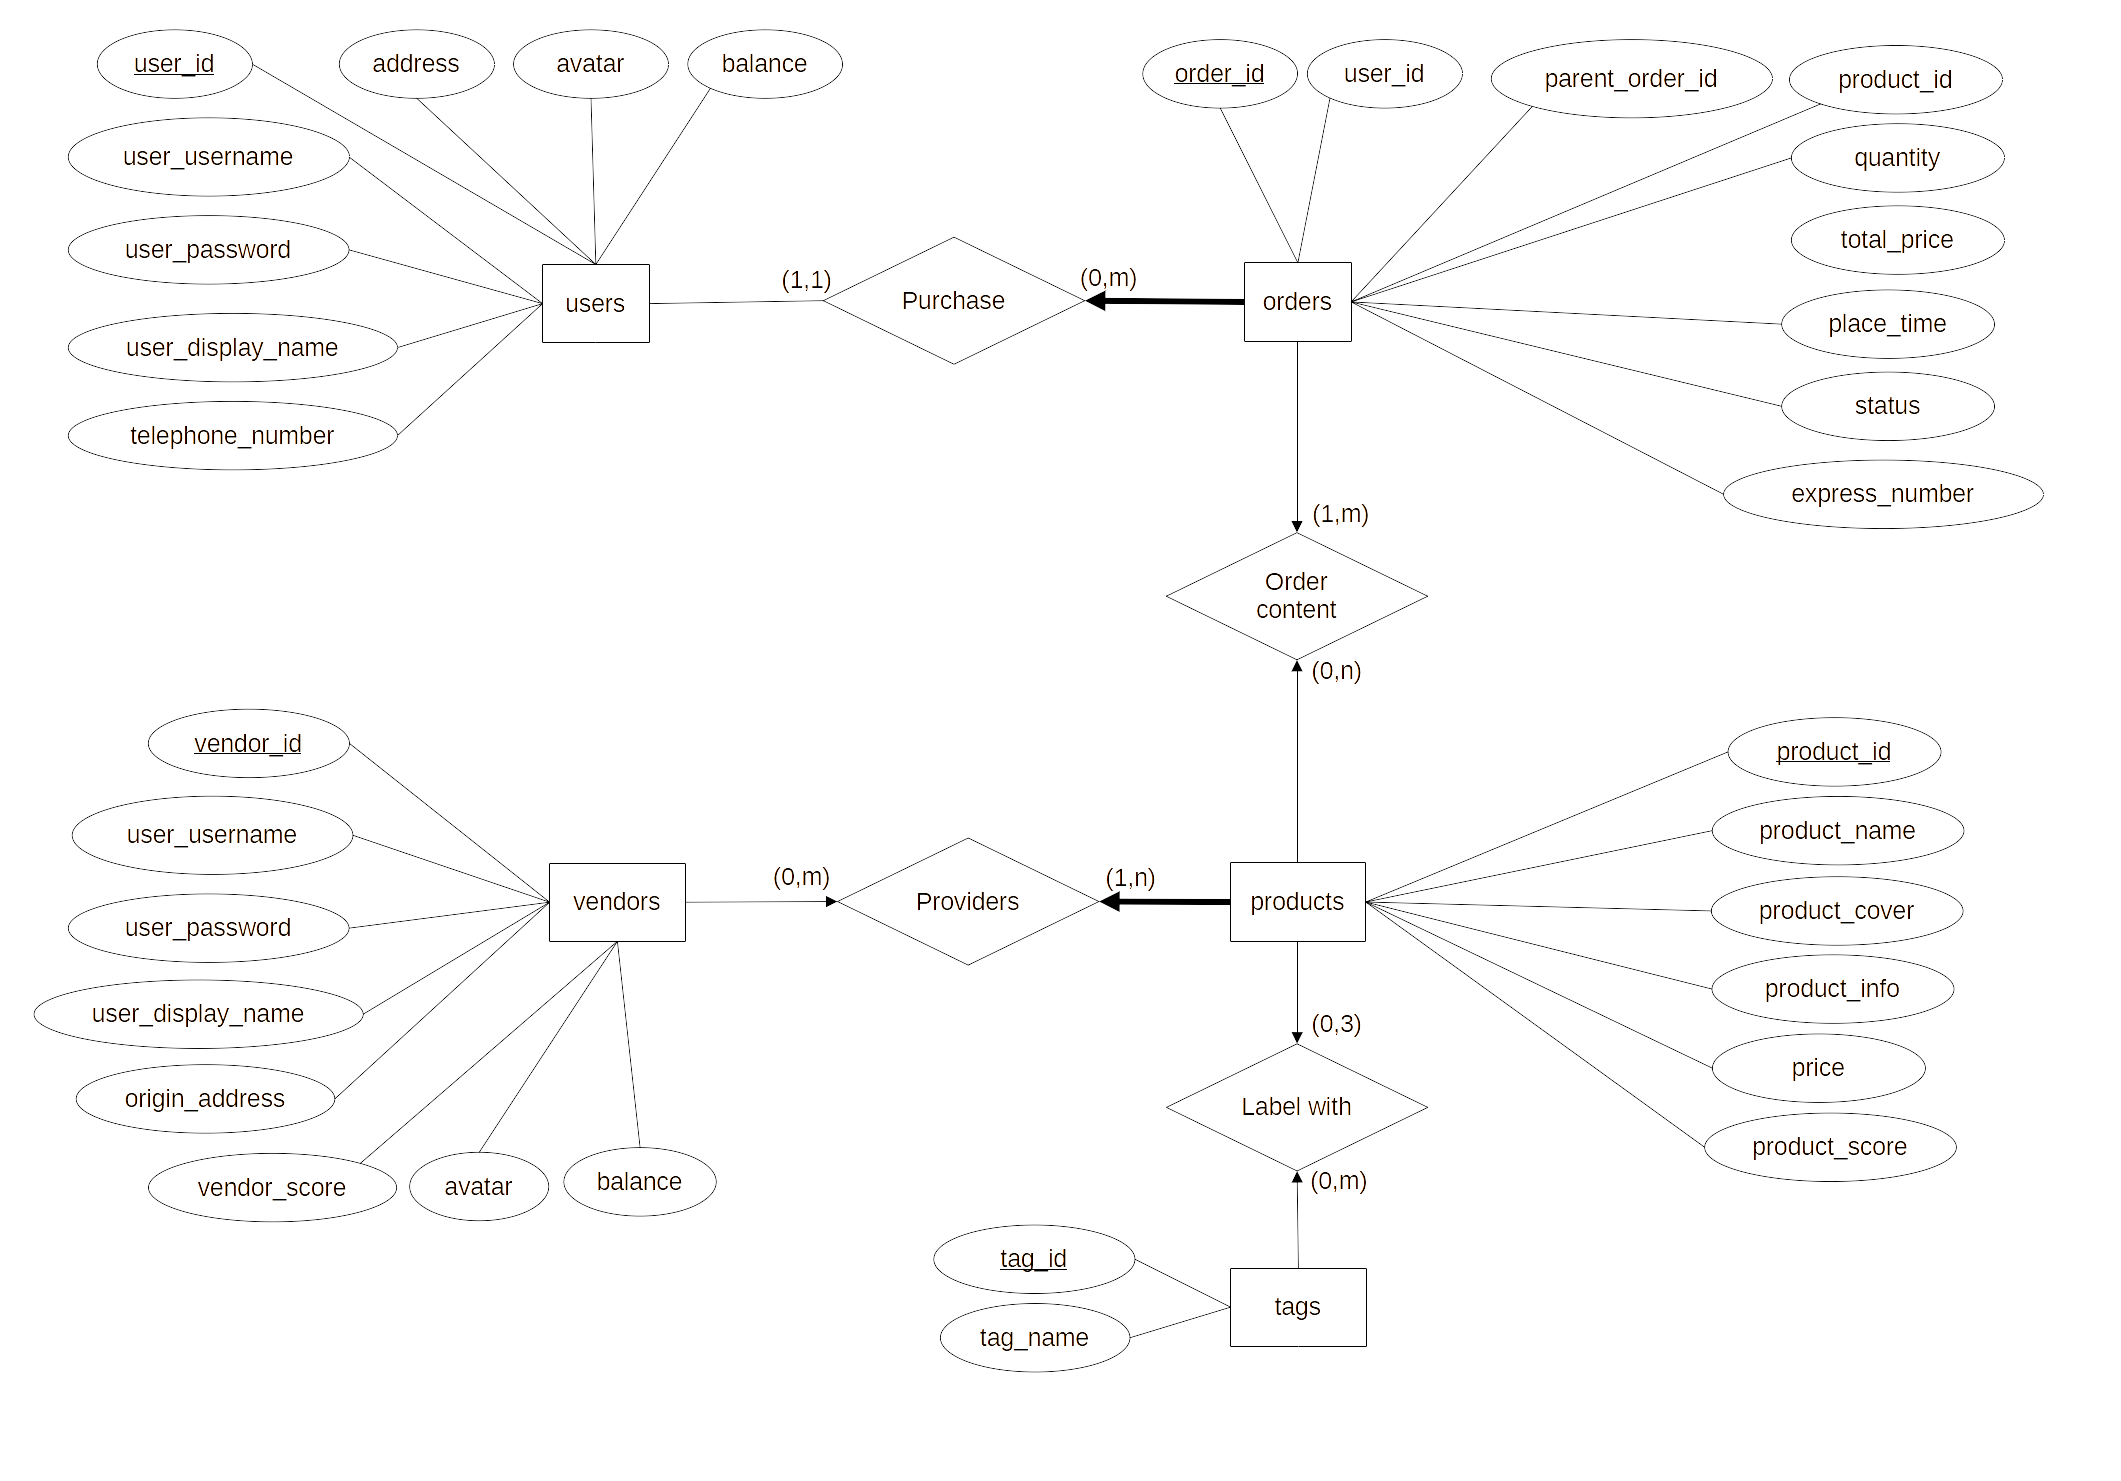 user_id
address
avatar
balance
user_username
user_password
user_display_name
telephone_number
users
(1,1)
Purchase
(0,m)
order_id
user_id
parent_order_id
product_id
quantity
total_price
place_time
status
express_number
orders
(1,m)
Order
content
(0,n)
vendor_id
user_username
user_password
user_display_name
origin_address
vendor_score
avatar
balance
vendors
(0,m)
Providers
(1,n)
products
product_id
product_name
product_cover
product_info
price
product_score
(0,3)
Label with
(0,m)
tag_id
tag_name
tags